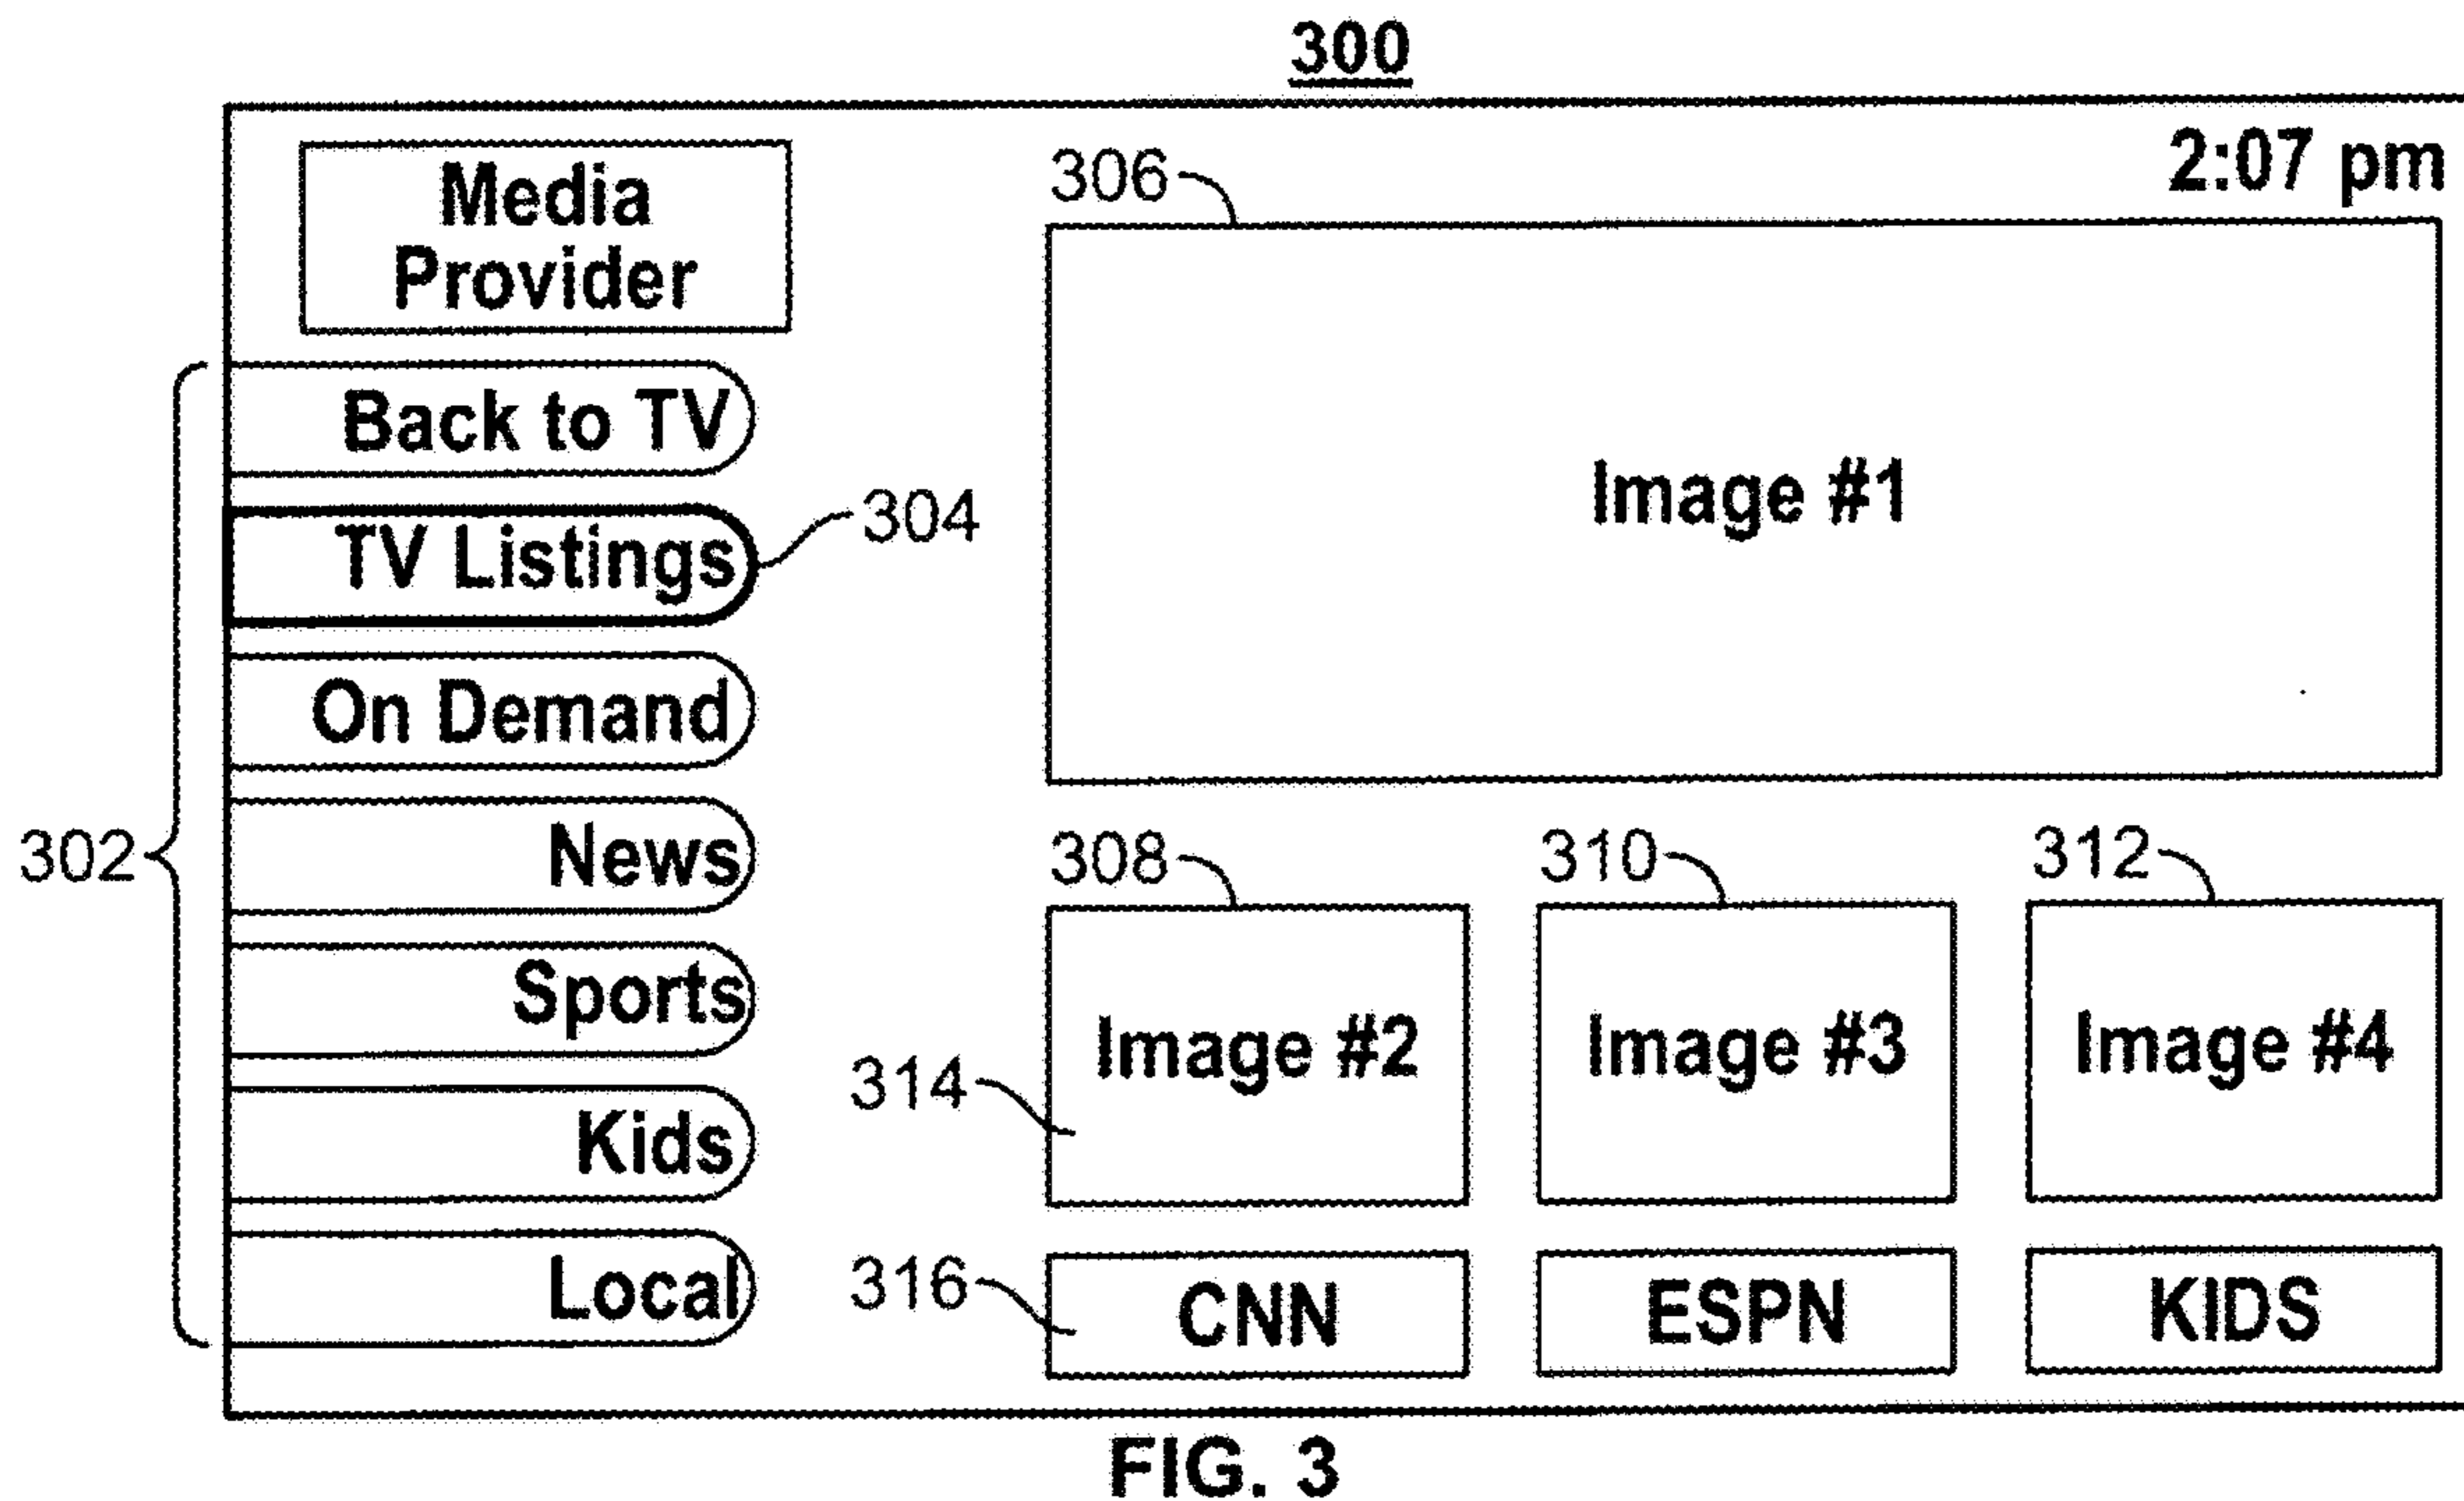 300
2:07 pm
Media
Provider
306
Image #1
Back to TV
TV Listings
304
On Demand
302
News
Sports
Kids
Local
308
310
312
Image #2
Image #3
Image #4
314
316
CNN
ESPN
KIDS
FIG. 3